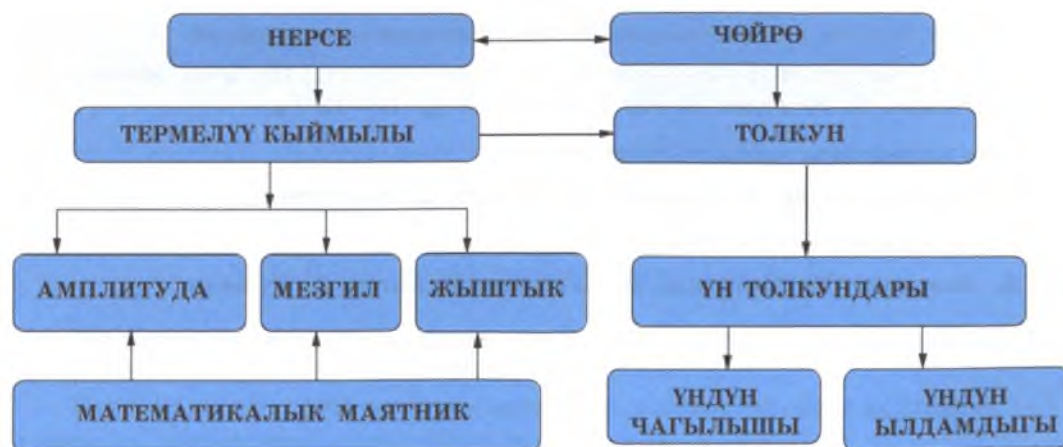 НЕРСЕ
ЧӨЙРӨ
ТЕРМЕЛҮҮ КЫЙМЫЛЫ
ТОЛКУН
АМПЛИТУДА
МЕЗГИЛ
ЖЫШТЫК
ҮН ТОЛКУНДАРЫ
МАТЕМАТИКАЛЫК МАЯТНИК
ҮНДҮН
ЧАГЫЛЫШЫ
ҮНДҮН
ЫЛДАМДЫГЫ